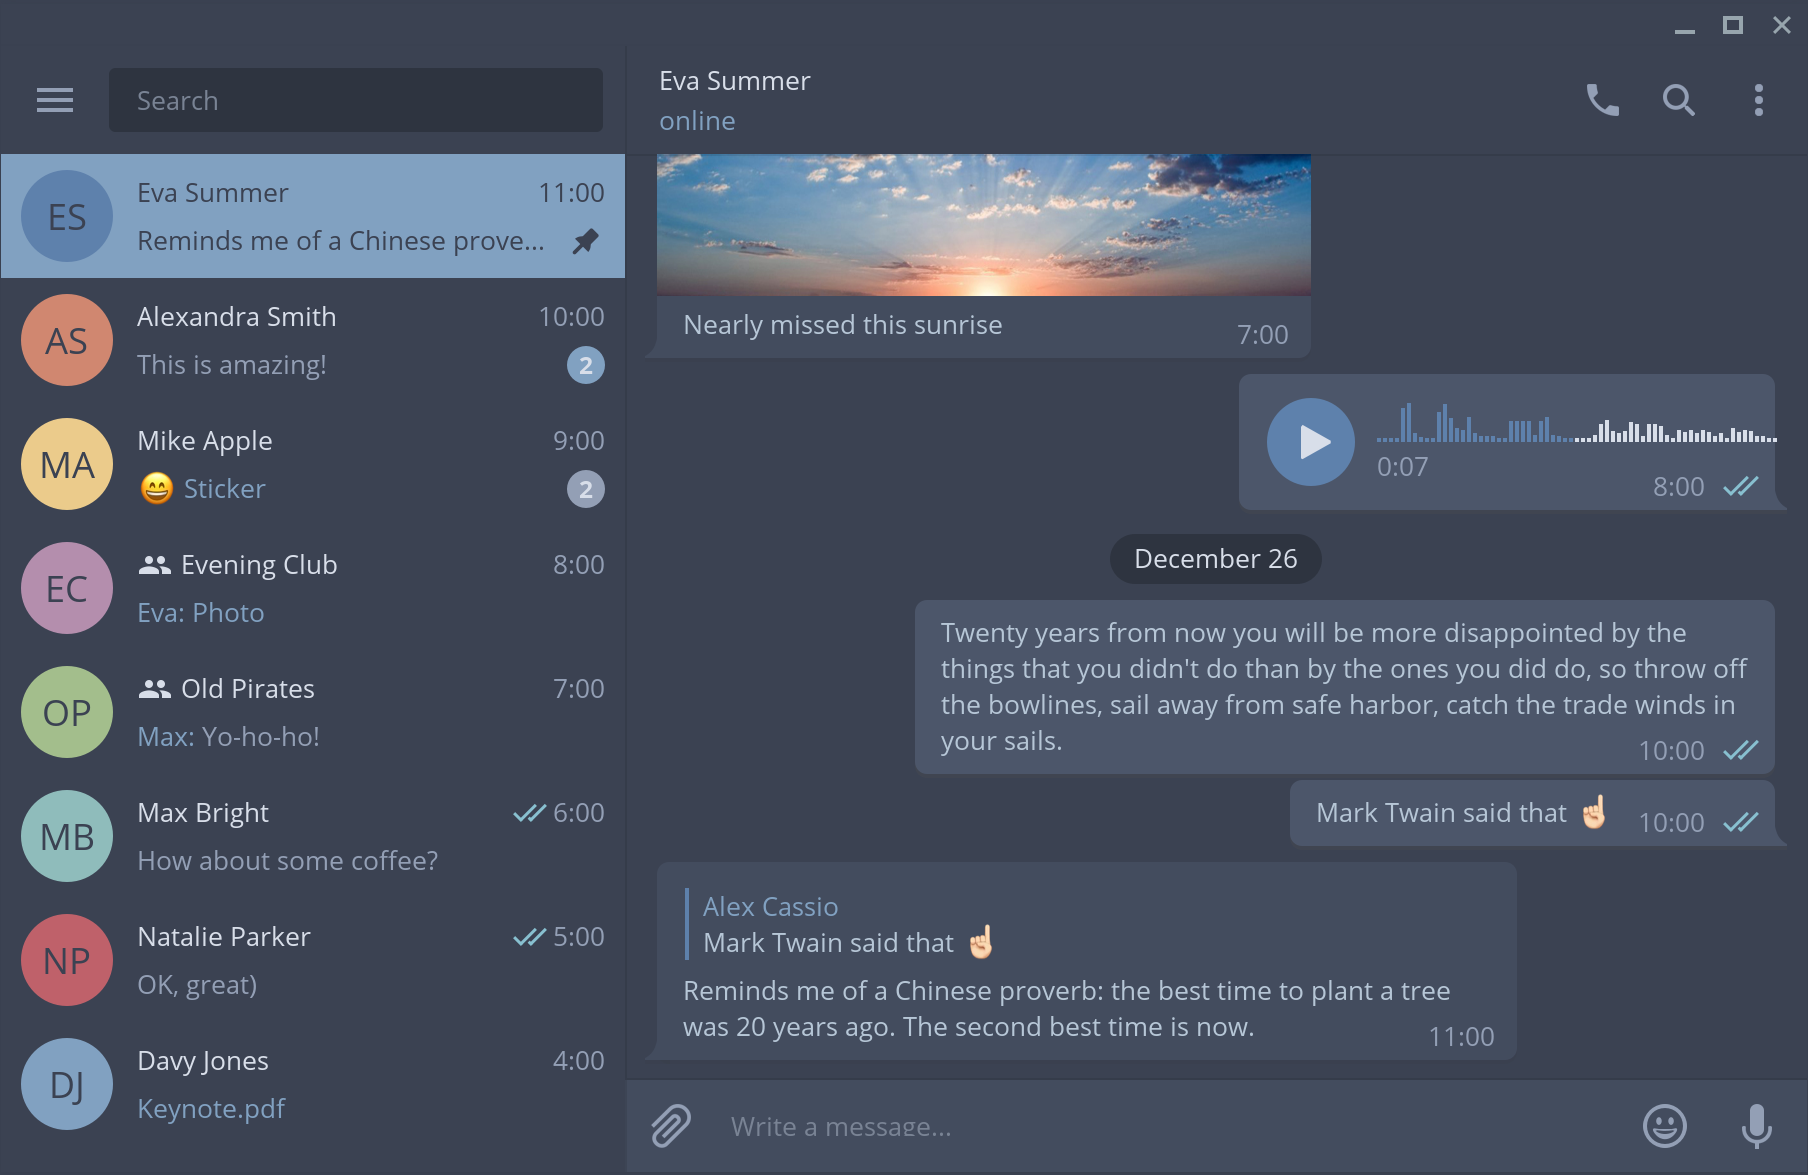 Search
ES
Eva Summer
11:00
Reminds me of a Chinese prove...
AS
Alexandra Smith
10:00
This is amazing!
2
MA
Mike Apple
9:00
😄 Sticker
2
EC
Evening Club
8:00
Eva: Photo
OP
Old Pirates
7:00
Max: Yo-ho-ho!
MB
Max Bright
6:00
How about some coffee?
NP
Natalie Parker
5:00
OK, great)
DJ
Davy Jones
4:00
Keynote.pdf
Eva Summer
online
Nearly missed this sunrise
7:00
0:07
8:00
December 26
Twenty years from now you will be more disappointed by the
things that you didn't do than by the ones you did do, so throw off
the bowlines, sail away from safe harbor, catch the trade winds in
your sails.
10:00
Mark Twain said that ☝🏻
10:00
Alex Cassio
Mark Twain said that ☝🏻
Reminds me of a Chinese proverb: the best time to plant a tree
was 20 years ago. The second best time is now.
11:00
Write a message...